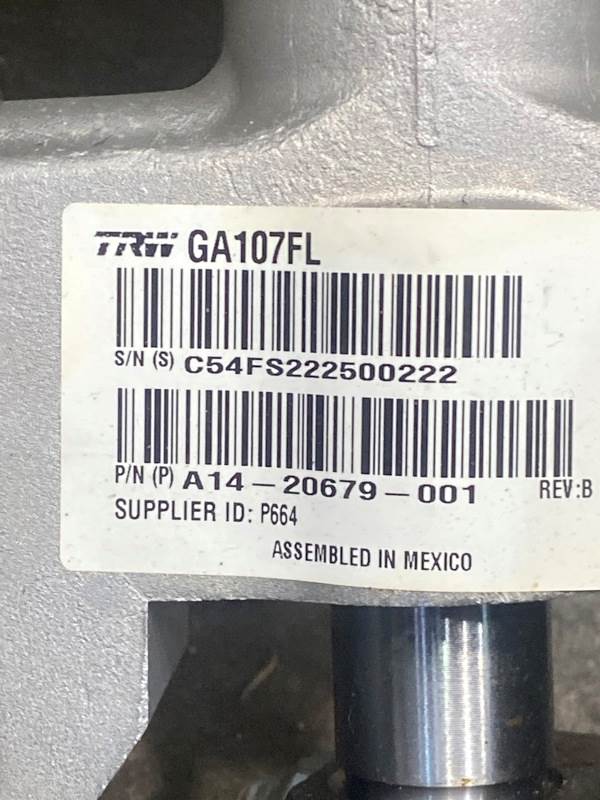 TRW GA107FL
S/N (S) C54FS222500222
P/N (P) A14-20679-001 REV:B
SUPPLIER ID: P664
ASSEMBLED IN MEXICO